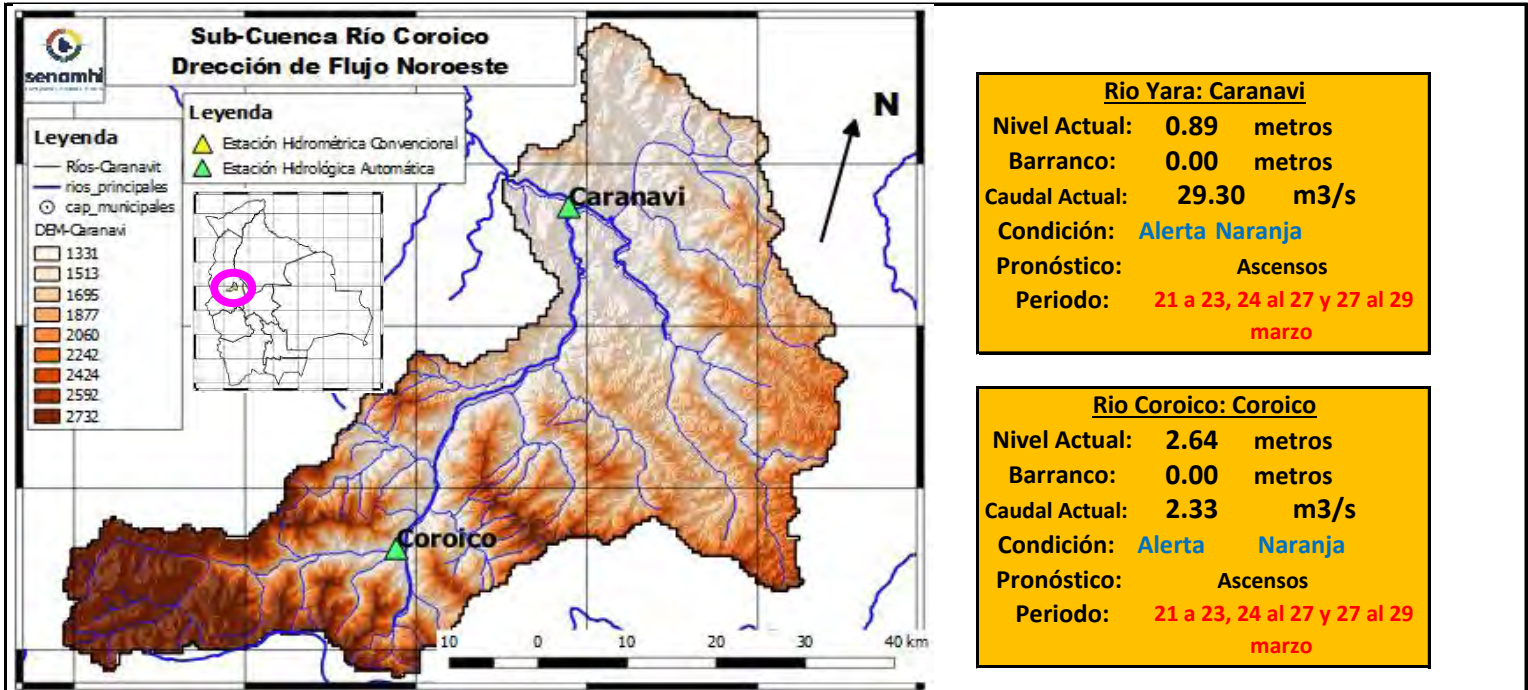 senamhi
Sub-Cuenca Río Coroico
Drección de Flujo Noroeste
Leyenda
Estación Hidrométrica Convencional
Estación Hidrológica Automática
Leyenda
Ríos-Caranavit
rios_principales
cap_municipales
DEM-Caranavi
1331
1513
1695
1877
2060
2242
2424
2592
2732
N
Caranavi
Coroico
10 0 10 20 30 40 km
Rio Yara: Caranavi
Nivel Actual: 0.89 metros
Barranco: 0.00 metros
Caudal Actual: 29.30 m3/s
Condición: Alerta Naranja
Pronóstico: Ascensos
Periodo: 21 a 23, 24 al 27 y 27 al 29
marzo
Rio Coroico: Coroico
Nivel Actual: 2.64 metros
Barranco: 0.00 metros
Caudal Actual: 2.33 m3/s
Condición: Alerta Naranja
Pronóstico: Ascensos
Periodo: 21 a 23, 24 al 27 y 27 al 29
marzo